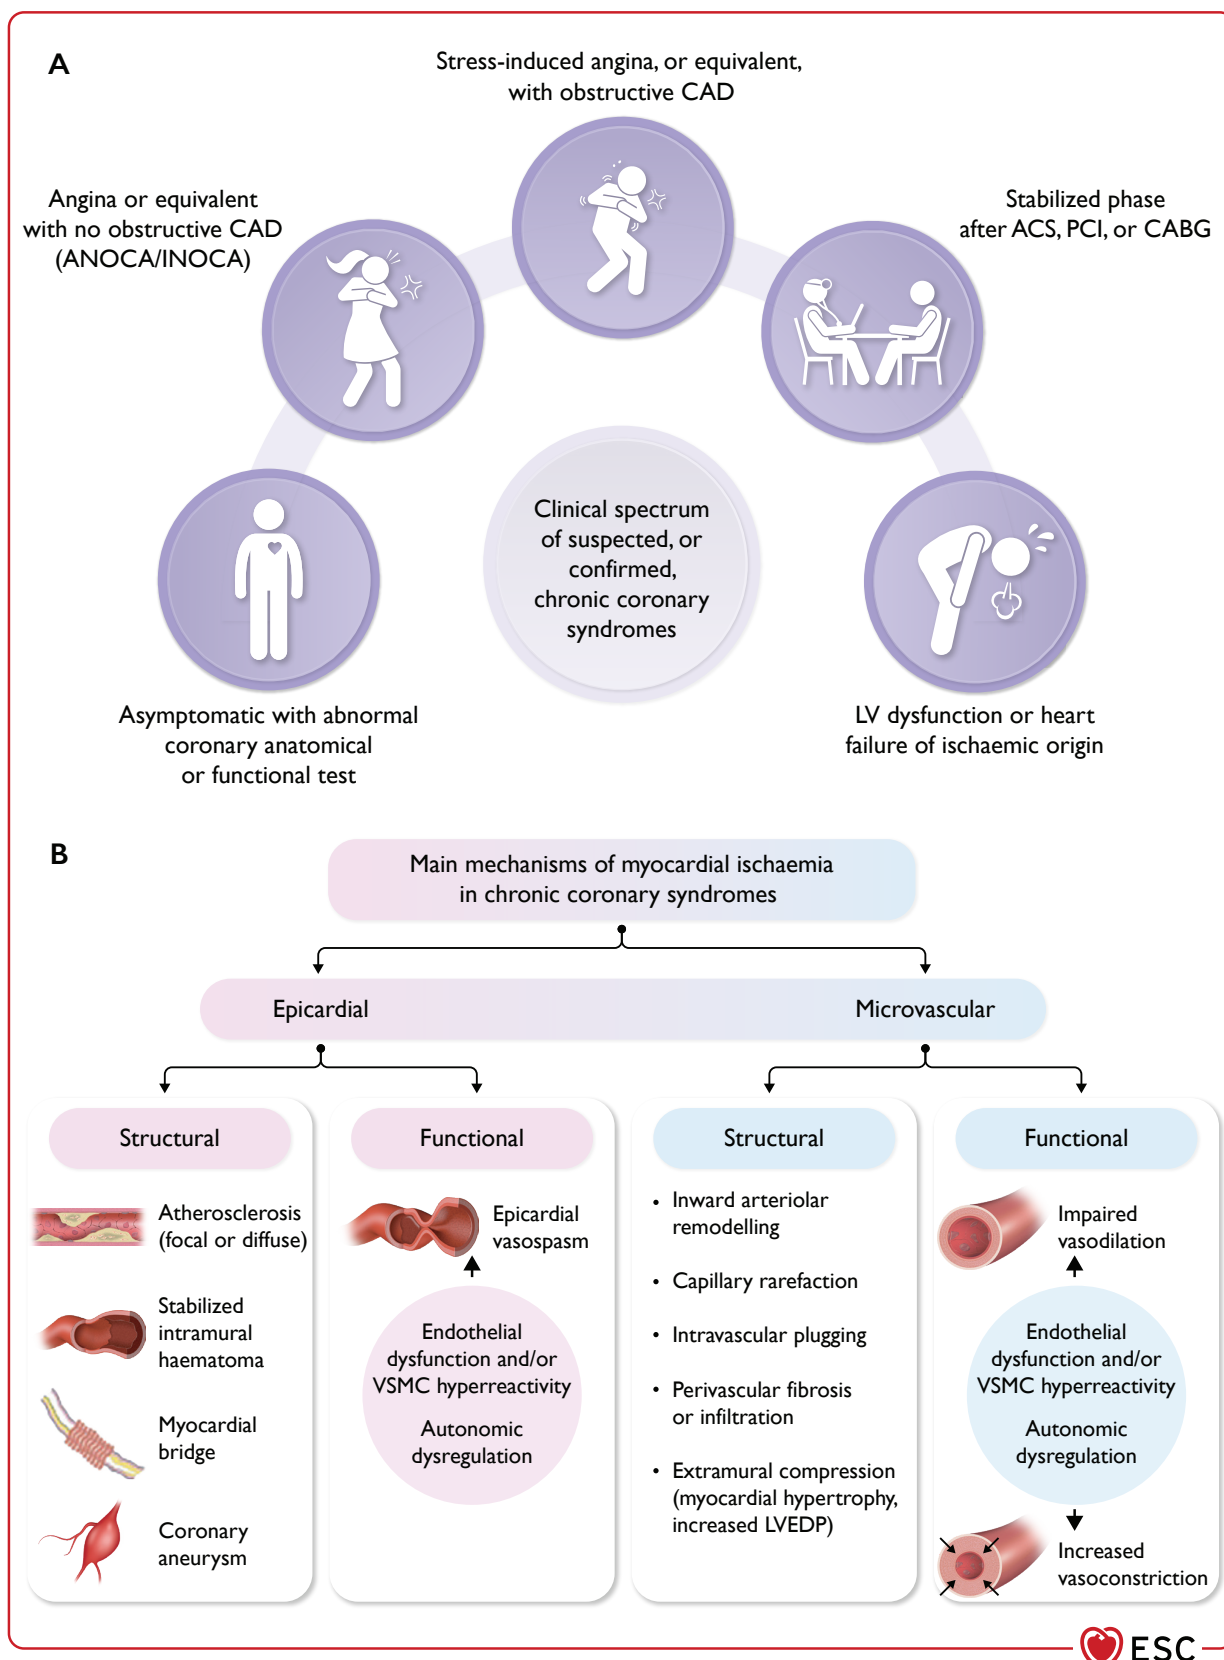 A
Stress-induced angina, or equivalent,
with obstructive CAD
Angina or equivalent
with no obstructive CAD
(ANOCA/INOCA)
Stabilized phase
after ACS, PCI, or CABG
Clinical spectrum
of suspected, or
confirmed,
chronic coronary
syndromes
Asymptomatic with abnormal
coronary anatomical
or functional test
LV dysfunction or heart
failure of ischaemic origin
B
Main mechanisms of myocardial ischaemia
in chronic coronary syndromes
Epicardial
Microvascular
Structural
Atherosclerosis
(focal or diffuse)
Stabilized
intramural
haematoma
Myocardial
bridge
Coronary
aneurysm
Functional
Epicardial
vasospasm
Endothelial
dysfunction and/or
VSMC hyperreactivity
Autonomic
dysregulation
Structural
• Inward arteriolar
remodelling
• Capillary rarefaction
• Intravascular plugging
• Perivascular fibrosis
or infiltration
• Extramural compression
(myocardial hypertrophy,
increased LVEDP)
Functional
Impaired
vasodilation
Endothelial
dysfunction and/or
VSMC hyperreactivity
Autonomic
dysregulation
Increased
vasoconstriction
ESC